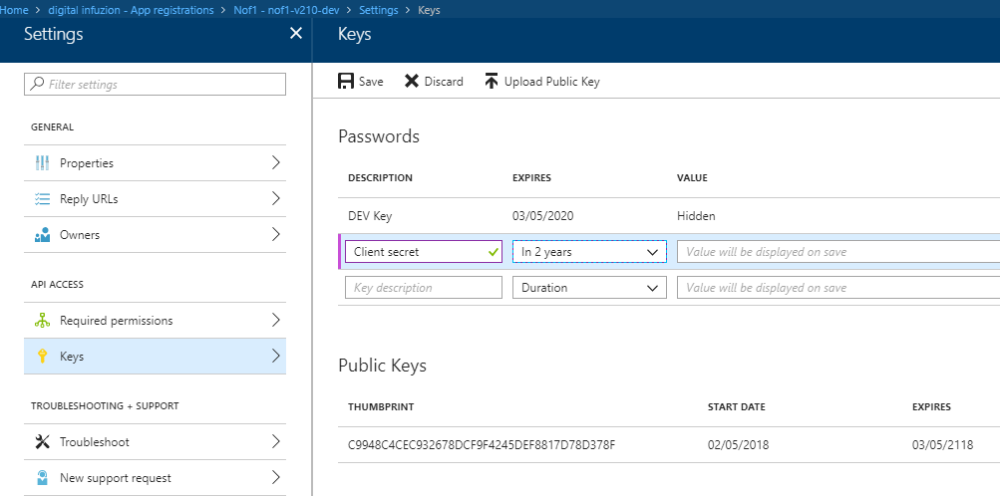 Home > digital infuzion - App registrations > Nof1 - nof1-v210-dev > Settings > Keys
Settings
Keys
Filter settings
Save Discard Upload Public Key
GENERAL
Properties
Reply URLs
Owners
API ACCESS
Required permissions
Keys
TROUBLESHOOTING + SUPPORT
Troubleshoot
New support request
Passwords
DESCRIPTION EXPIRES VALUE
DEV Key 03/05/2020 Hidden
Client secret In 2 years Value will be displayed on save
Key description Duration Value will be displayed on save
Public Keys
THUMBPRINT START DATE EXPIRES
C9948C4CEC932678DCF9F4245DEF8817D78D378F 02/05/2018 03/05/2118